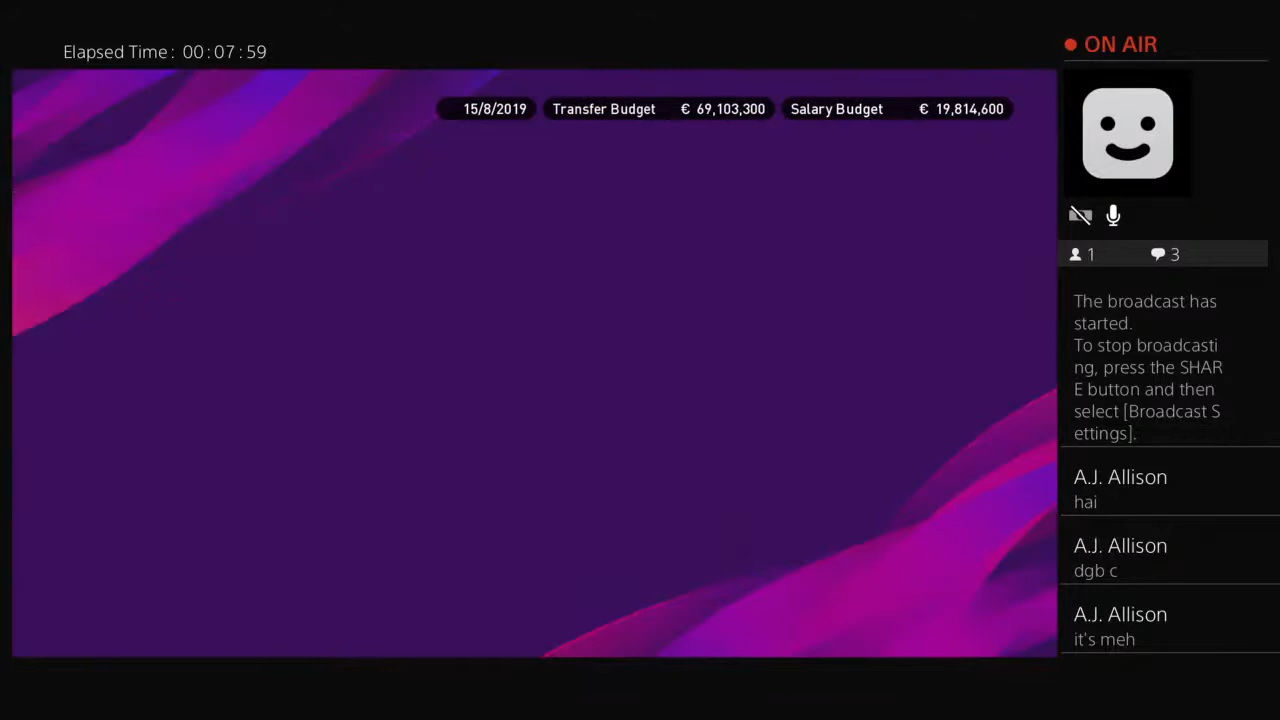 Elapsed Time: 00:07:59
ON AIR
15/8/2019 Transfer Budget € 69,103,300 Salary Budget € 19,814,600
1 3
The broadcast has
started.
To stop broadcasti
ng, press the SHAR
E button and then
select [Broadcast S
ettings].
A.J. Allison
hai
A.J. Allison
dgb c
A.J. Allison
it's meh